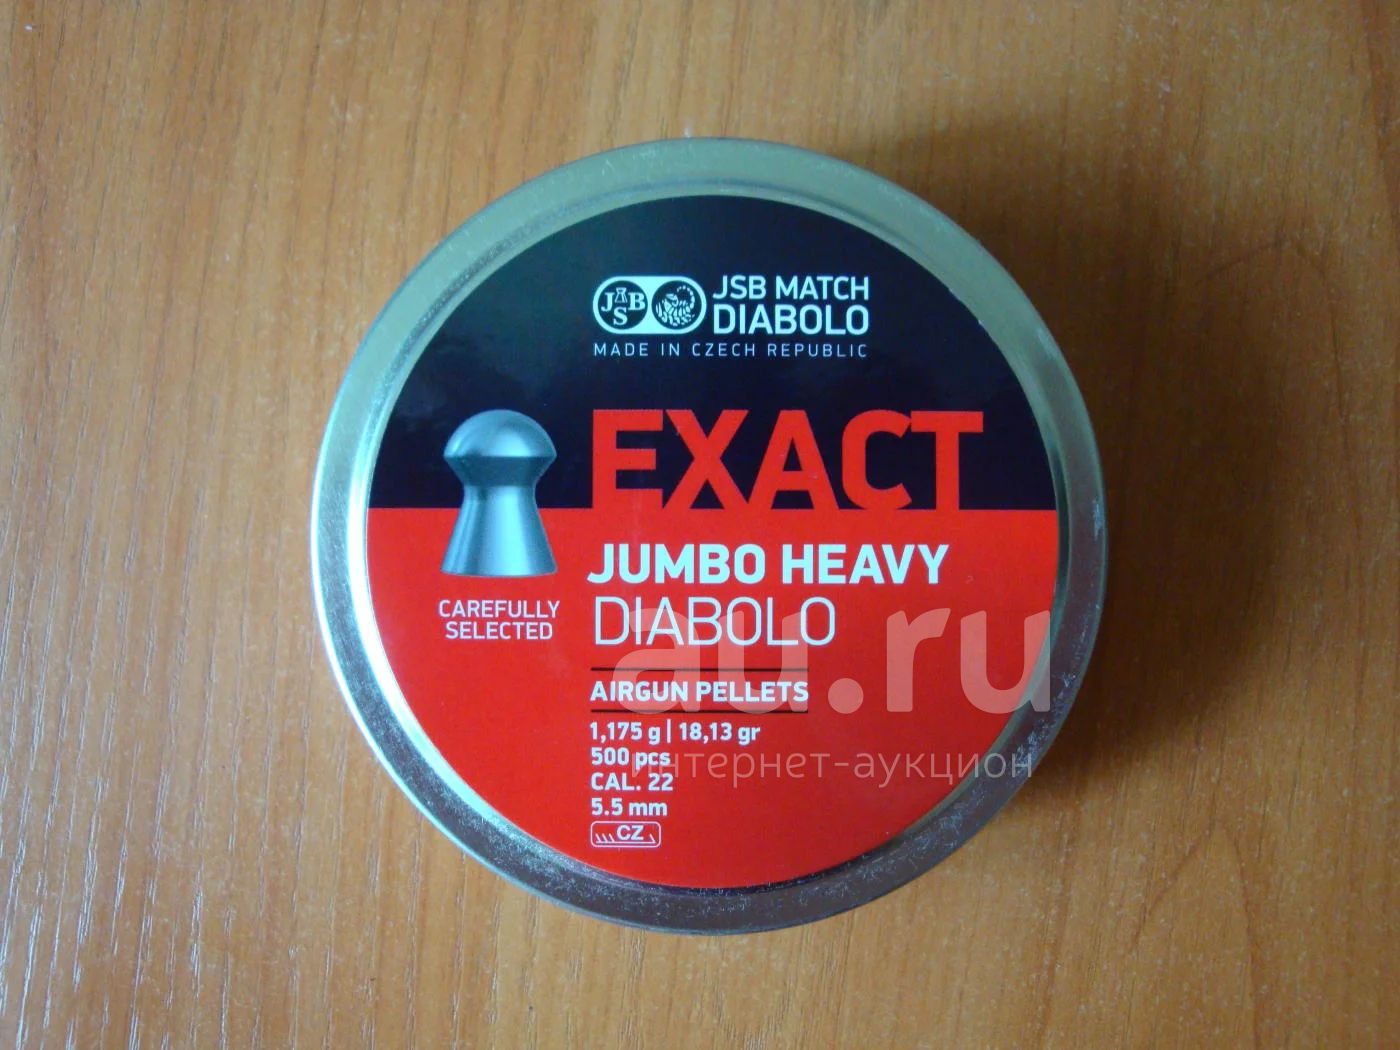 JSB
JSB MATCH
DIABOLO
MADE IN CZECH REPUBLIC
EXACT
JUMBO HEAVY
DIABOLO
CAREFULLY
SELECTED
AIRGUN PELLETS
1,175 g | 18,13 gr
500 pcs
CAL. 22
5.5 mm
CZ
au.ru
интернет-аукцион